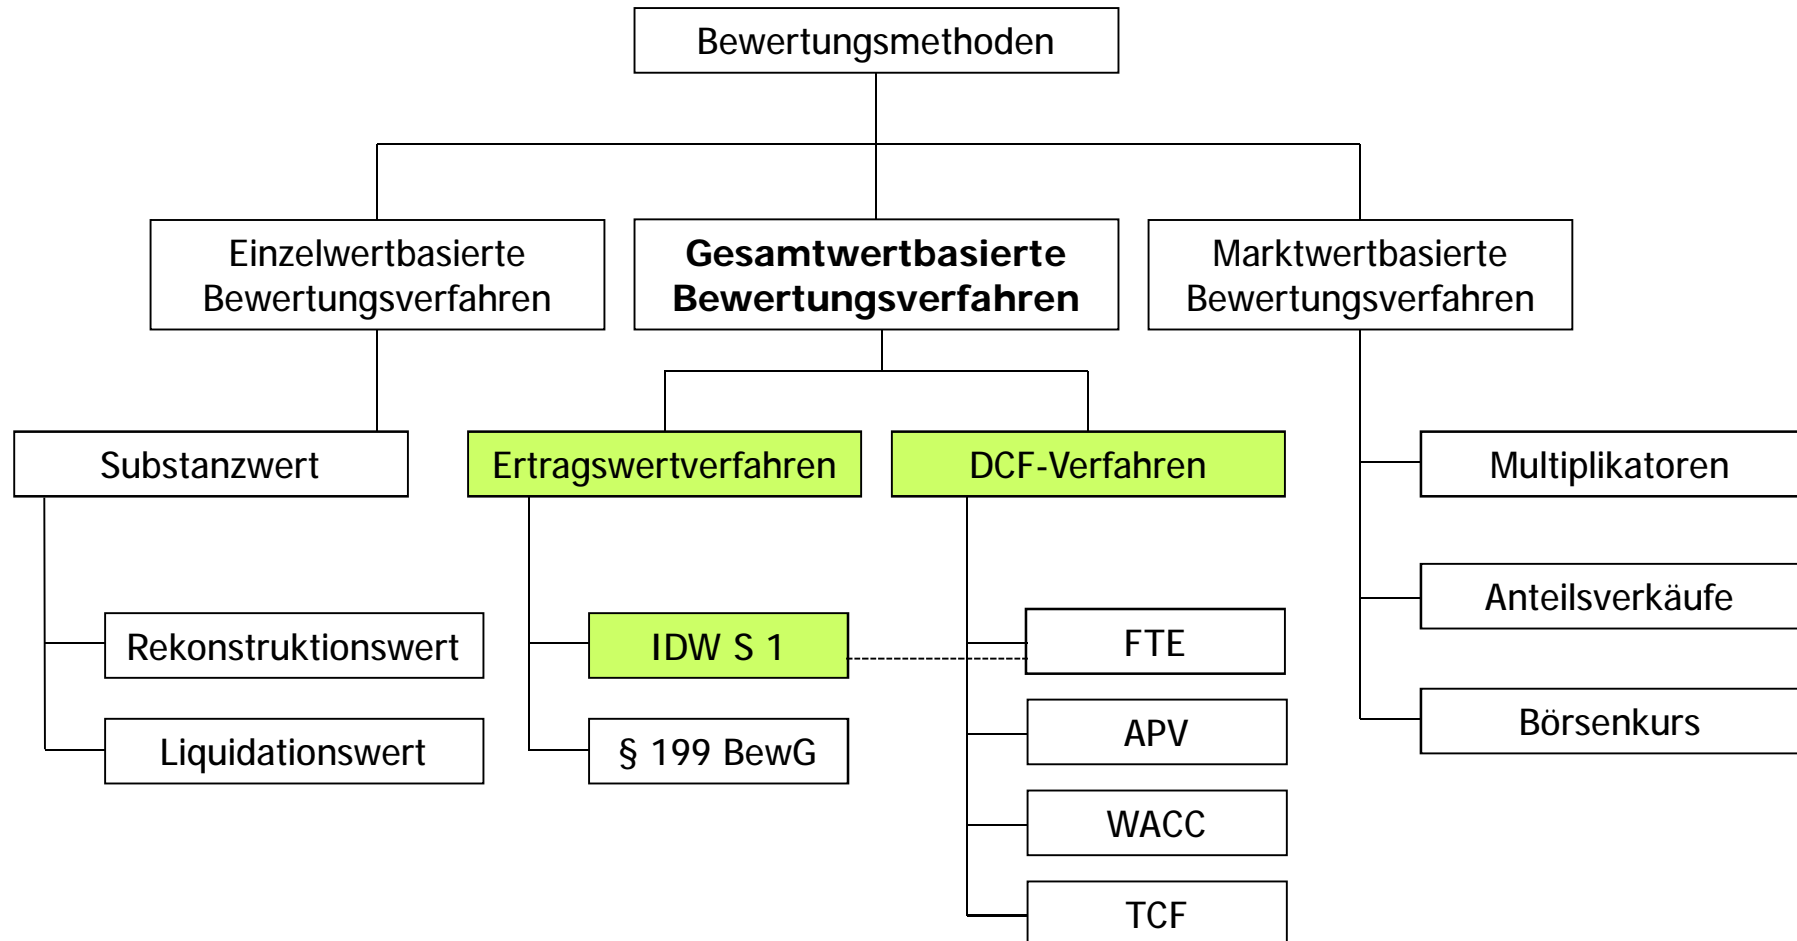 Bewertungsmethoden
Einzelwertbasierte
Bewertungsverfahren
Gesamtwertbasierte
Bewertungsverfahren
Marktwertbasierte
Bewertungsverfahren
Substanzwert
Ertragswertverfahren
DCF-Verfahren
Multiplikatoren
Rekonstruktionswert
Liquidationswert
IDW S 1
§ 199 BewG
FTE
APV
WACC
TCF
Anteilsverkäufe
Börsenkurs